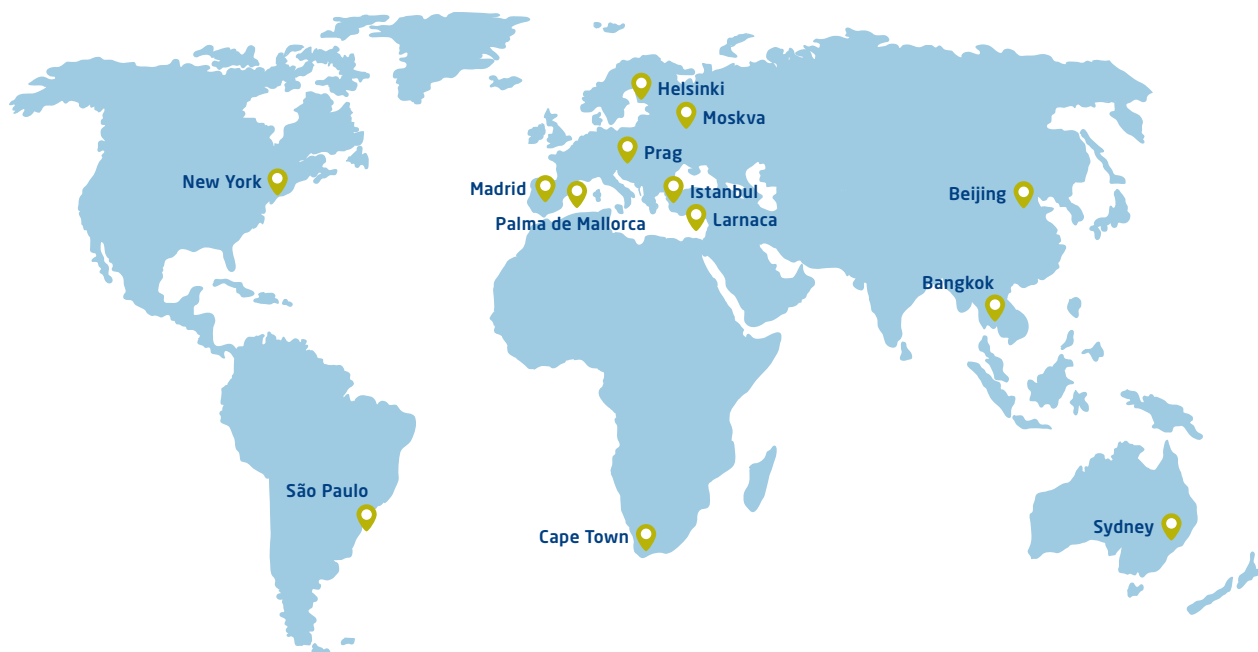 Helsinki
Moskva
Prag
New York
Madrid
Istanbul
Beijing
Palma de Mallorca
Larnaca
Bangkok
São Paulo
Cape Town
Sydney